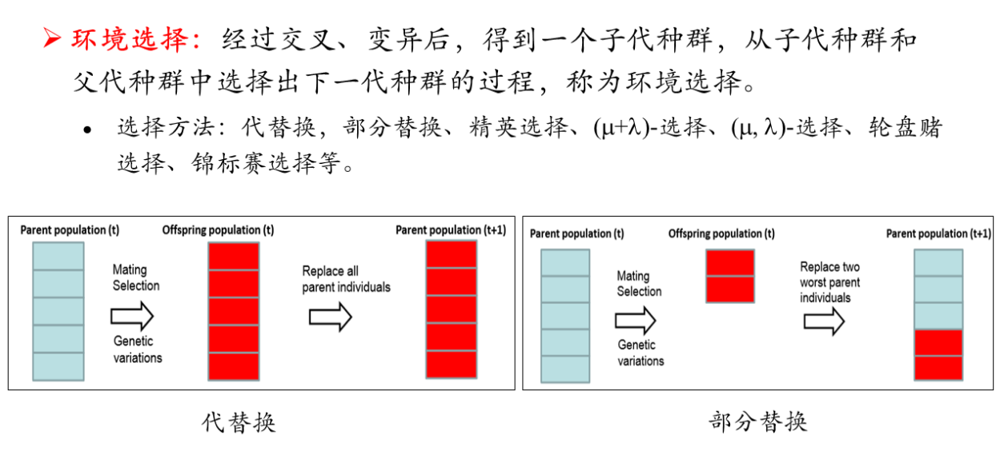 ➢ 环境选择：经过交叉、变异后，得到一个子代种群，从子代种群和
父代种群中选择出下一代种群的过程，称为环境选择。
• 选择方法：代替换，部分替换、精英选择、(μ+λ)-选择、(μ, λ)-选择、轮盘赌
选择、锦标赛选择等。
Parent population (t)
Offspring population (t)
Parent population (t+1)
Mating
Selection
Genetic
variations
Replace all
parent individuals
Parent population (t)
Offspring population (t)
Parent population (t+1)
Mating
Selection
Genetic
variations
Replace two
worst parent
individuals
代替换
部分替换